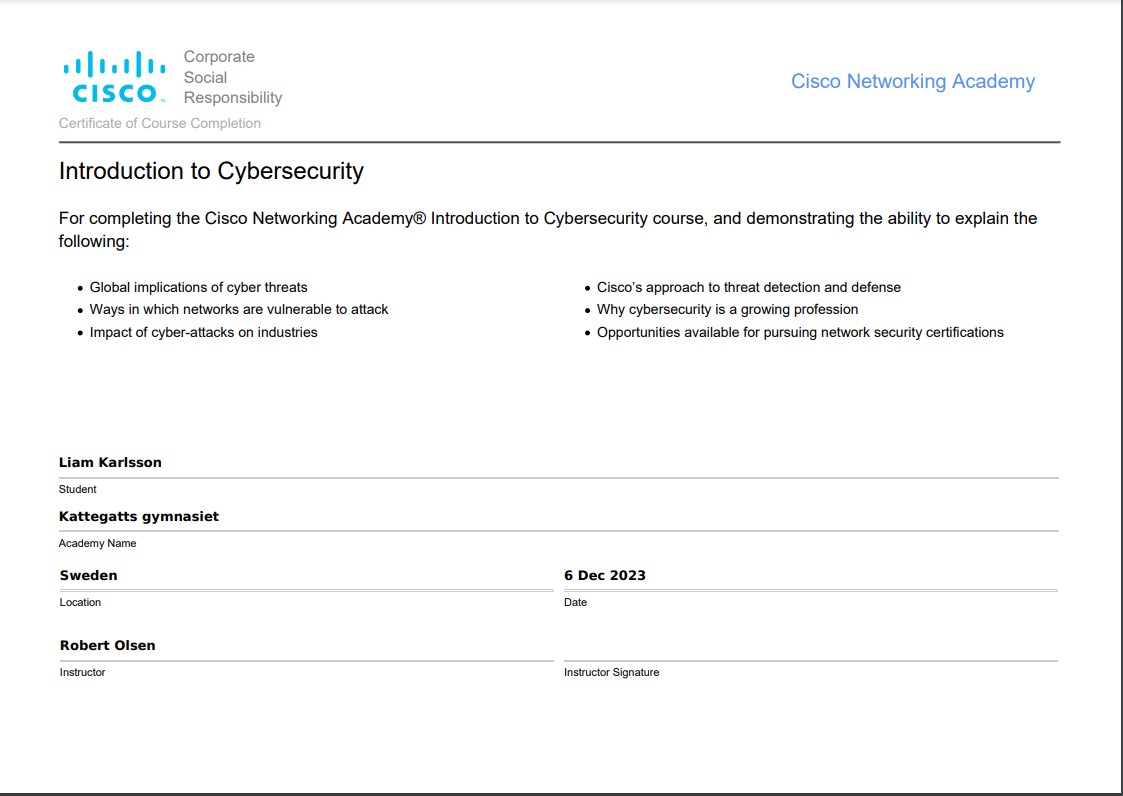 CISCO
Corporate
Social
Responsibility
Cisco Networking Academy
Certificate of Course Completion
Introduction to Cybersecurity
For completing the Cisco Networking Academy® Introduction to Cybersecurity course, and demonstrating the ability to explain the
following:
• Global implications of cyber threats
• Ways in which networks are vulnerable to attack
• Impact of cyber-attacks on industries
• Cisco’s approach to threat detection and defense
• Why cybersecurity is a growing profession
• Opportunities available for pursuing network security certifications
Liam Karlsson
Student
Kattegatts gymnasiet
Academy Name
Sweden
Location
6 Dec 2023
Date
Robert Olsen
Instructor
Instructor Signature